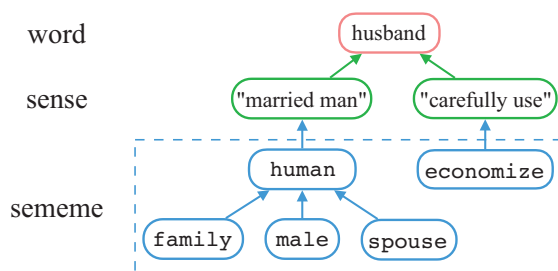 word
husband
sense
"married man"
"carefully use"
sememe
human
economize
family
male
spouse